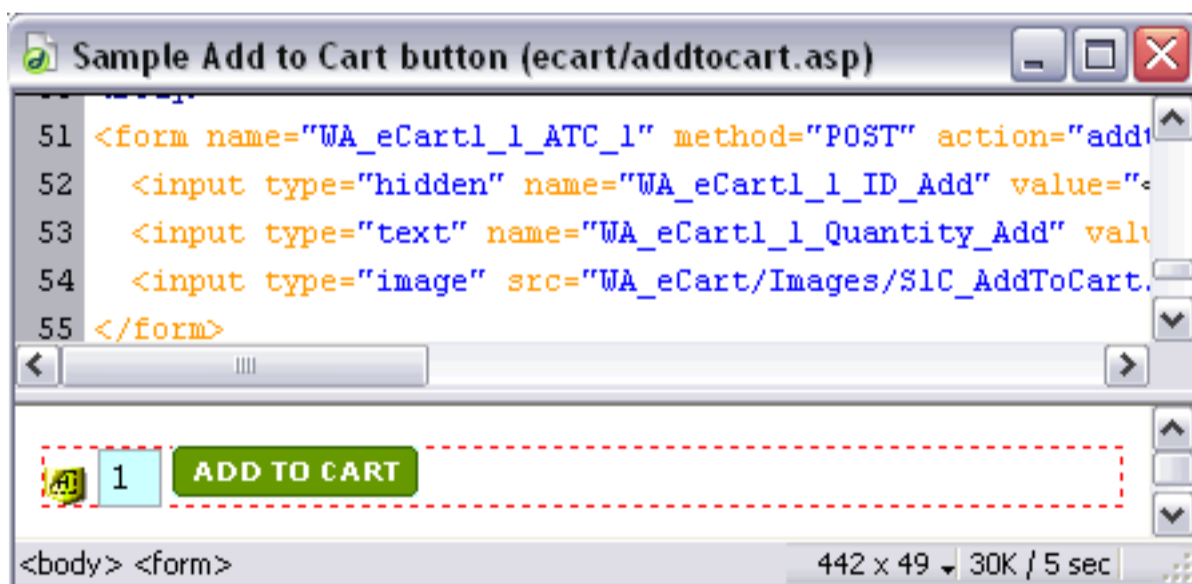 Sample Add to Cart button (ecart/addtocart.asp)
51 <form name="WA_eCart1_1_ATC_1" method="POST" action="addt
52 <input type="hidden" name="WA_eCart1_1_ID_Add" value="<
53 <input type="text" name="WA_eCart1_1_Quantity_Add" valu
54 <input type="image" src="WA_eCart/Images/S1C_AddToCart.
55 </form>
1 ADD TO CART
<body> <form> 442 x 49 30K / 5 sec